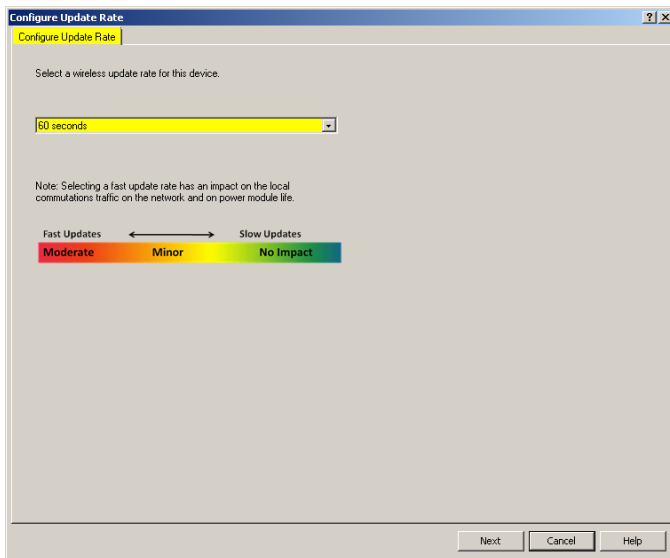 Configure Update Rate
Configure Update Rate
Select a wireless update rate for this device.
60 seconds
Note: Selecting a fast update rate has an impact on the local
commutations traffic on the network and on power module life.
Fast Updates Slow Updates
Moderate Minor No Impact
Next Cancel Help